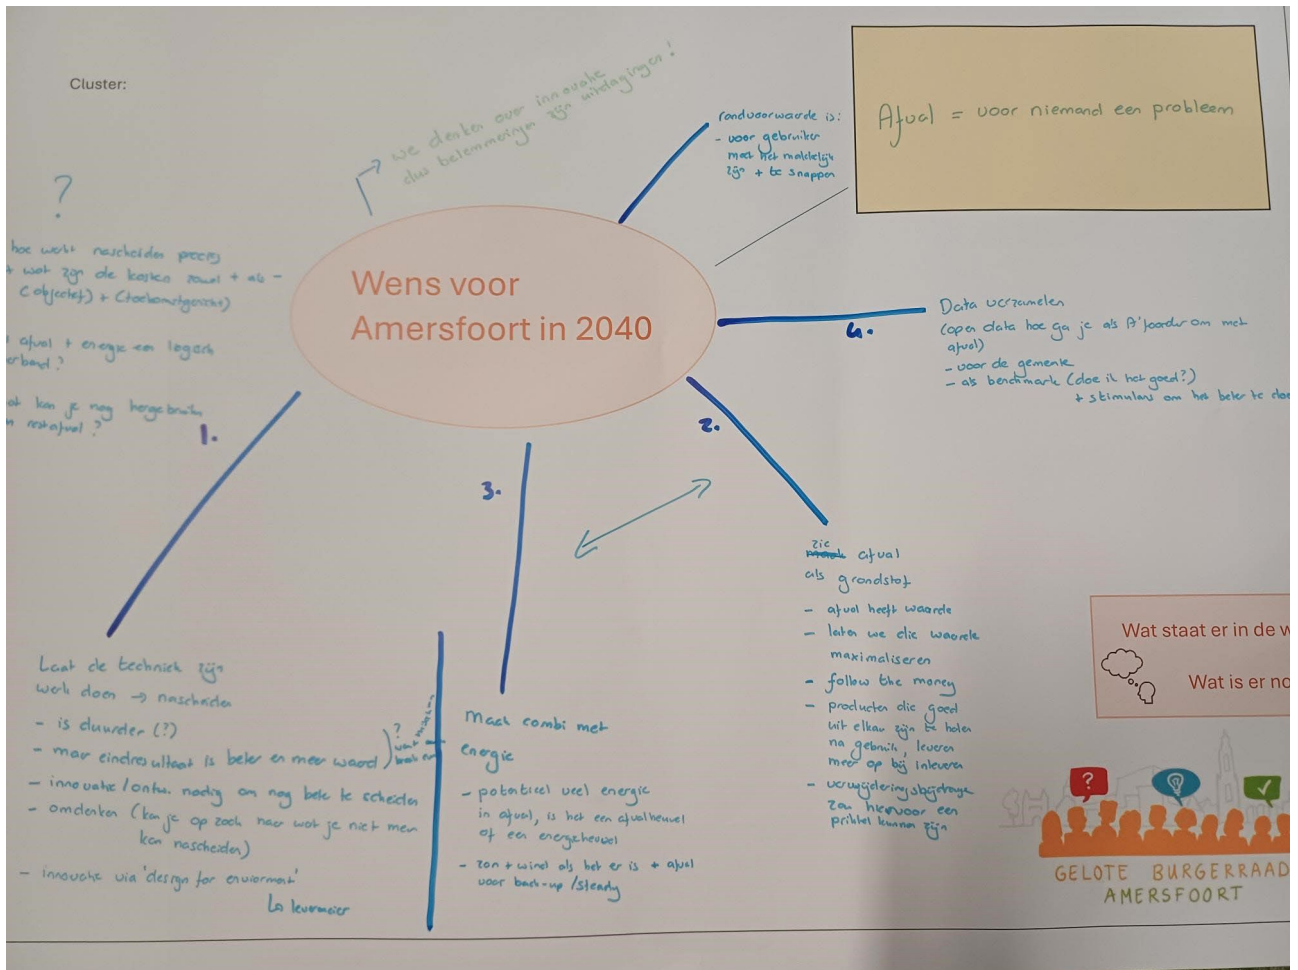 Cluster:
we denken over innovatie
dus belemmeringen zijn uitdagingen!
randvoorwaarde is:
- voor gebruiker
moet het makkelijk
zijn + te snappen
Afval = voor niemand een probleem
?
hoe werkt nascheiden precies
+ wat zijn de kosten zowel + als -
(objectief) + (toekomstgericht)
afval + energie een logisch
verband?
kan je nog hergebruiken
restafval?
Wens voor
Amersfoort in 2040
4.
Data verzamelen
(open data hoe ga je als A'foorder om met
afval)
- voor de gemeente
- als benchmark (doe ik het goed?)
+ stimulans om het beter te doe
1.
Laat de techniek zijn
werk doen → nascheiden
- is duurder (?)
- maar eindresultaat is beter en meer waard
?
- innovatie/ontw. nodig om nog beter te scheiden
- omdenken (kan je op zoek naar wat je niet meer
kan nascheiden)
- innovatie via 'design for enviorment'
3.
Maak combi met
energie
- potentieel veel energie
in afval, is het een afvalheuvel
of een energieheuvel
- zon + wind als het er is + afval
voor back-up/steady
2.
zie
afval
als grondstof
- afval heeft waarde
- laten we die waarde
maximaliseren
- follow the money
- producten die goed
uit elkaar zijn te halen
na gebruik, leveren
meer op bij inleveren
- verwijderingsbijdrage
zou hiervoor een
prikkel kunnen zijn
Wat staat er in de w
Wat is er no
?
GELOTE BURGERRAAD
AMERSFOORT